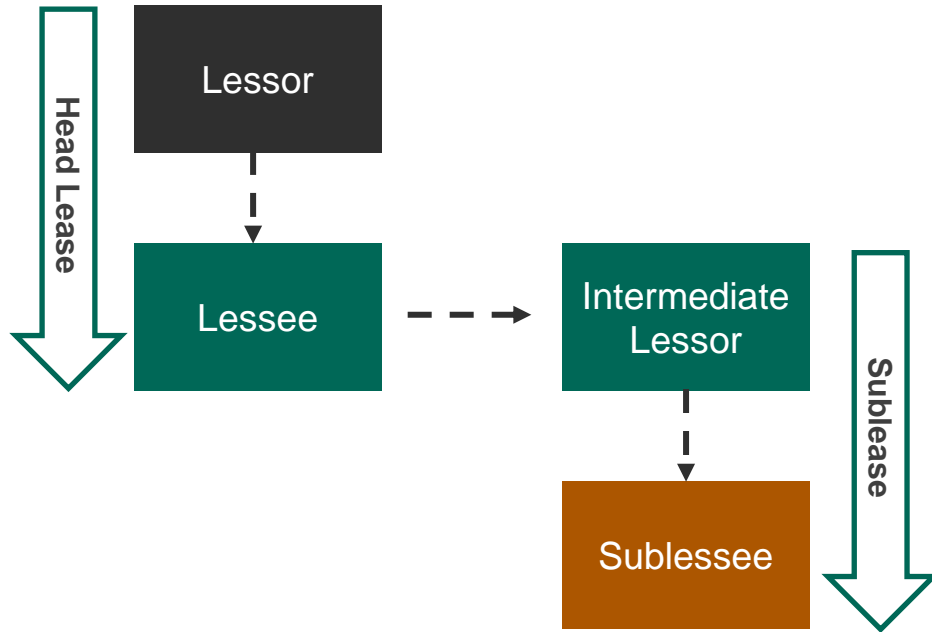 Head Lease
Lessor
Lessee
Intermediate
Lessor
Sublease
Sublessee